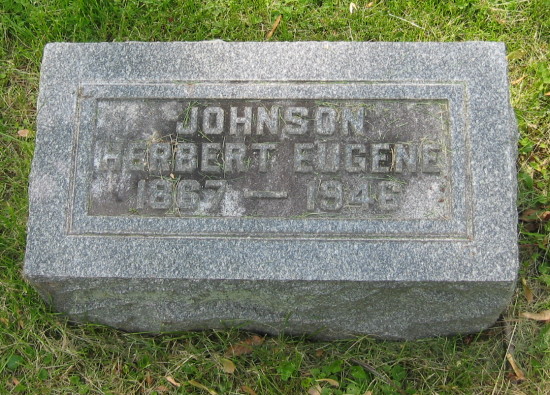 JOHNSON
HERBERT EUGENE
1867 — 1946